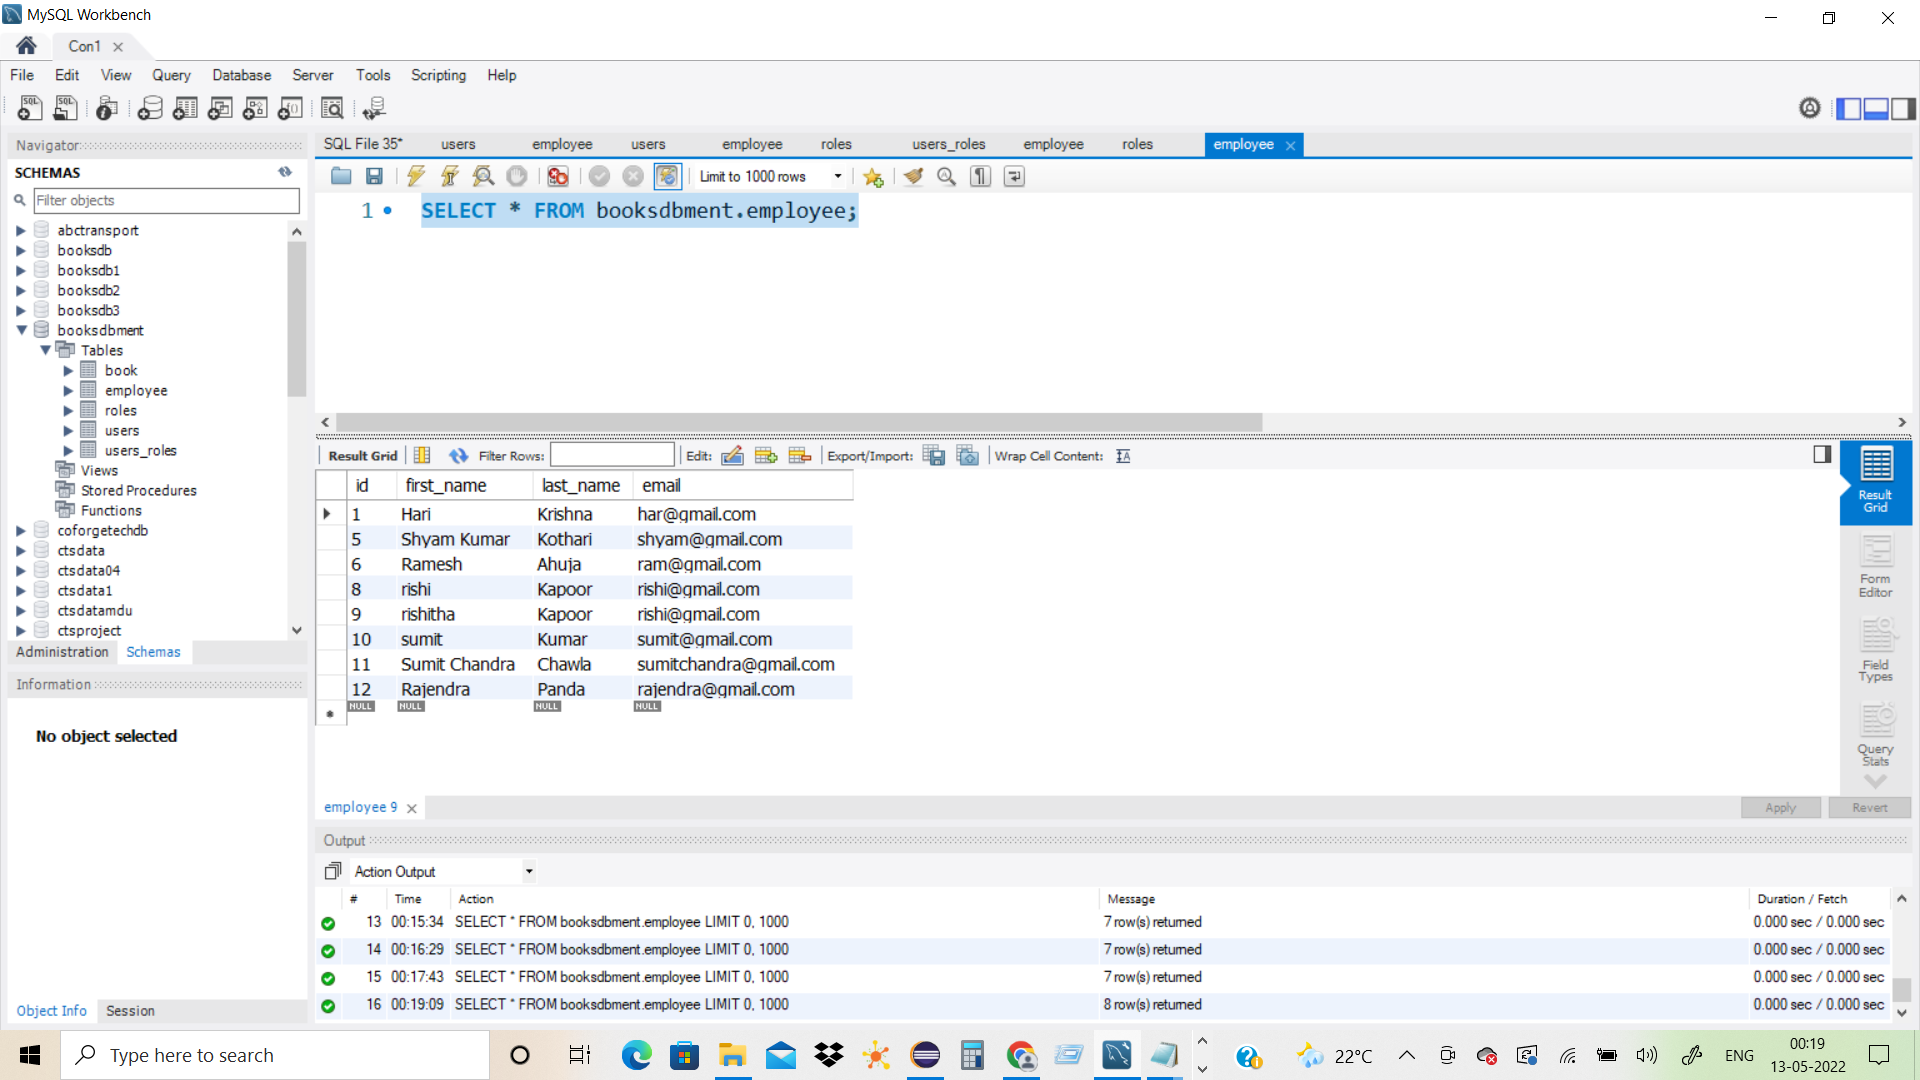 MySQL Workbench
Con1
File Edit View Query Database Server Tools Scripting Help
Navigator
SCHEMAS
Filter objects
abctransport
booksdb
booksdb1
booksdb2
booksdb3
booksdbment
Tables
book
employee
roles
users
users_roles
Views
Stored Procedures
Functions
coforgetechdb
ctsdata
ctsdata04
ctsdata1
ctsdatamdu
ctsproject
Administration Schemas
Information
No object selected
Object Info Session
SQL File 35* users employee users employee roles users_roles employee roles employee
Limit to 1000 rows
1 SELECT * FROM booksdbment.employee;
Result Grid Filter Rows: Edit: Export/Import: Wrap Cell Content:
id first_name last_name email
1 Hari Krishna har@gmail.com
5 Shyam Kumar Kothari shyam@gmail.com
6 Ramesh Ahuja ram@gmail.com
8 rishi Kapoor rishi@gmail.com
9 rishitha Kapoor rishi@gmail.com
10 sumit Kumar sumit@gmail.com
11 Sumit Chandra Chawla sumitchandra@gmail.com
12 Rajendra Panda rajendra@gmail.com
NULL NULL NULL NULL
Result
Grid
Form
Editor
Field
Types
Query
Stats
employee 9
Apply Revert
Output
Action Output
# Time Action Message Duration / Fetch
13 00:15:34 SELECT * FROM booksdbment.employee LIMIT 0, 1000 7 row(s) returned 0.000 sec / 0.000 sec
14 00:16:29 SELECT * FROM booksdbment.employee LIMIT 0, 1000 7 row(s) returned 0.000 sec / 0.000 sec
15 00:17:43 SELECT * FROM booksdbment.employee LIMIT 0, 1000 7 row(s) returned 0.000 sec / 0.000 sec
16 00:19:09 SELECT * FROM booksdbment.employee LIMIT 0, 1000 8 row(s) returned 0.000 sec / 0.000 sec
Type here to search
22°C
ENG
00:19
13-05-2022